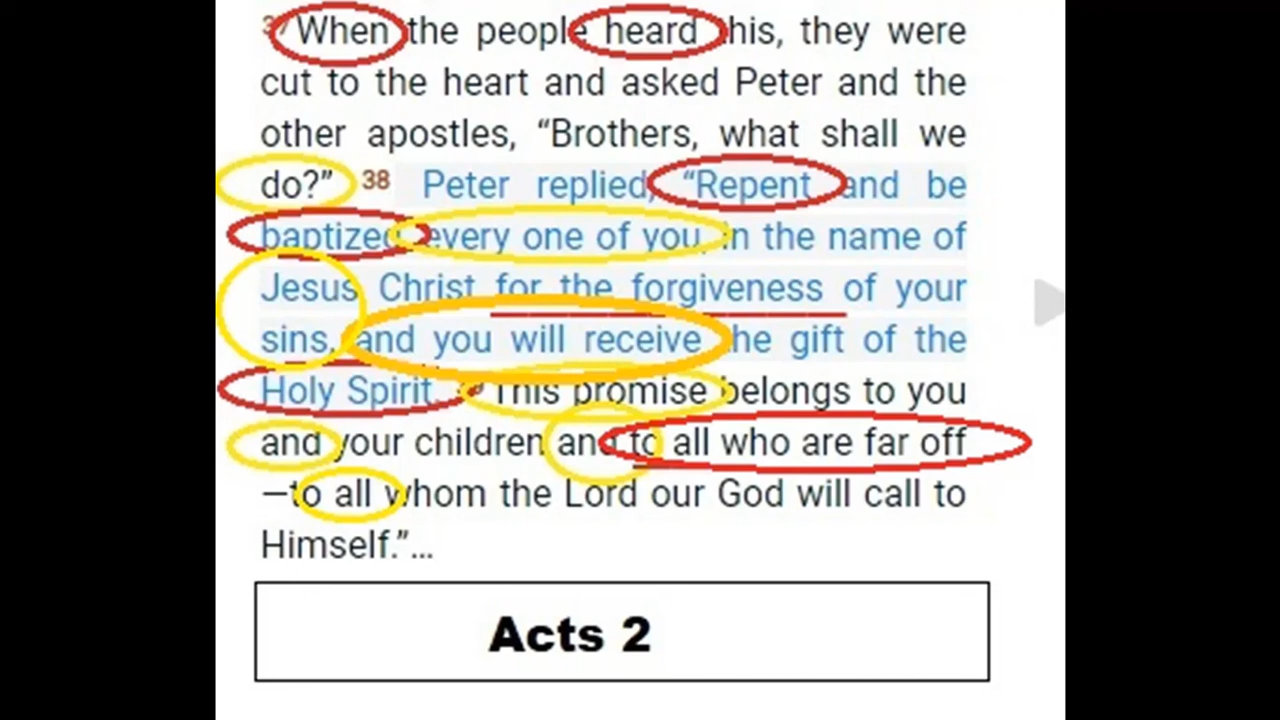 37 When the people heard this, they were
cut to the heart and asked Peter and the
other apostles, “Brothers, what shall we
do?” 38 Peter replied, “Repent and be
baptized, every one of you, in the name of
Jesus Christ for the forgiveness of your
sins, and you will receive the gift of the
Holy Spirit. This promise belongs to you
and your children and to all who are far off
—to all whom the Lord our God will call to
Himself.”...
Acts 2